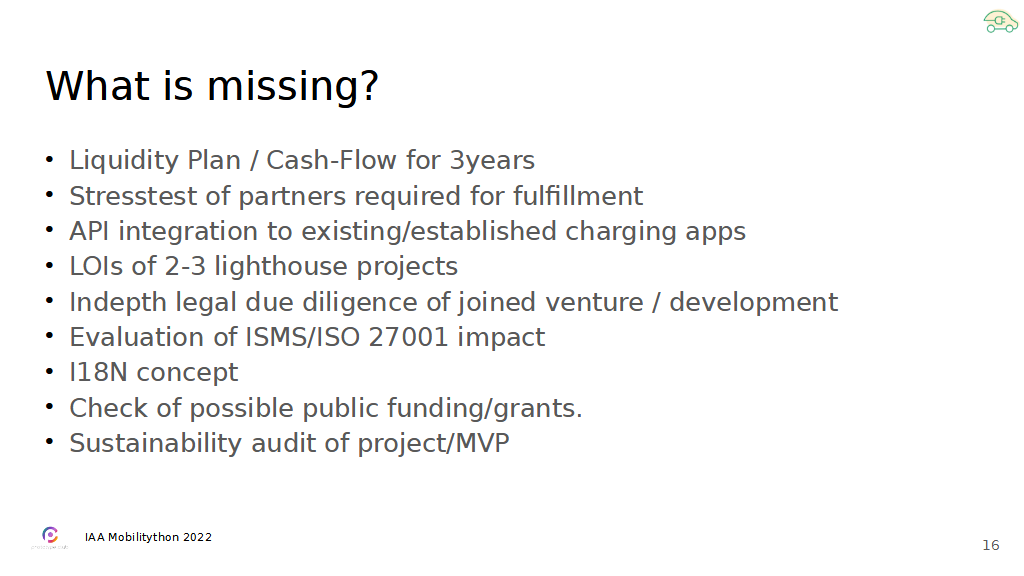 What is missing?
• Liquidity Plan / Cash-Flow for 3years
• Stresstest of partners required for fulfillment
• API integration to existing/established charging apps
• LOIs of 2-3 lighthouse projects
• Indepth legal due diligence of joined venture / development
• Evaluation of ISMS/ISO 27001 impact
• I18N concept
• Check of possible public funding/grants.
• Sustainability audit of project/MVP
IAA Mobilitython 2022
16